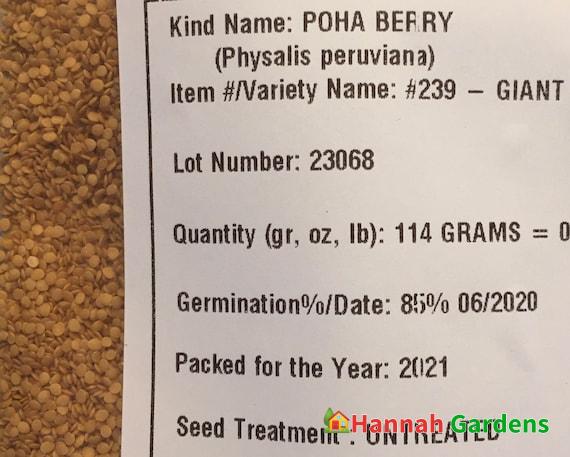 Kind Name: POHA BERRY
(Physalis peruviana)
Item #/Variety Name: #239 – GIANT
Lot Number: 23068
Quantity (gr, oz, lb): 114 GRAMS = 0
Germination%/Date: 85% 06/2020
Packed for the Year: 2021
Seed Treatment: UNTREATED
Hannah Gardens